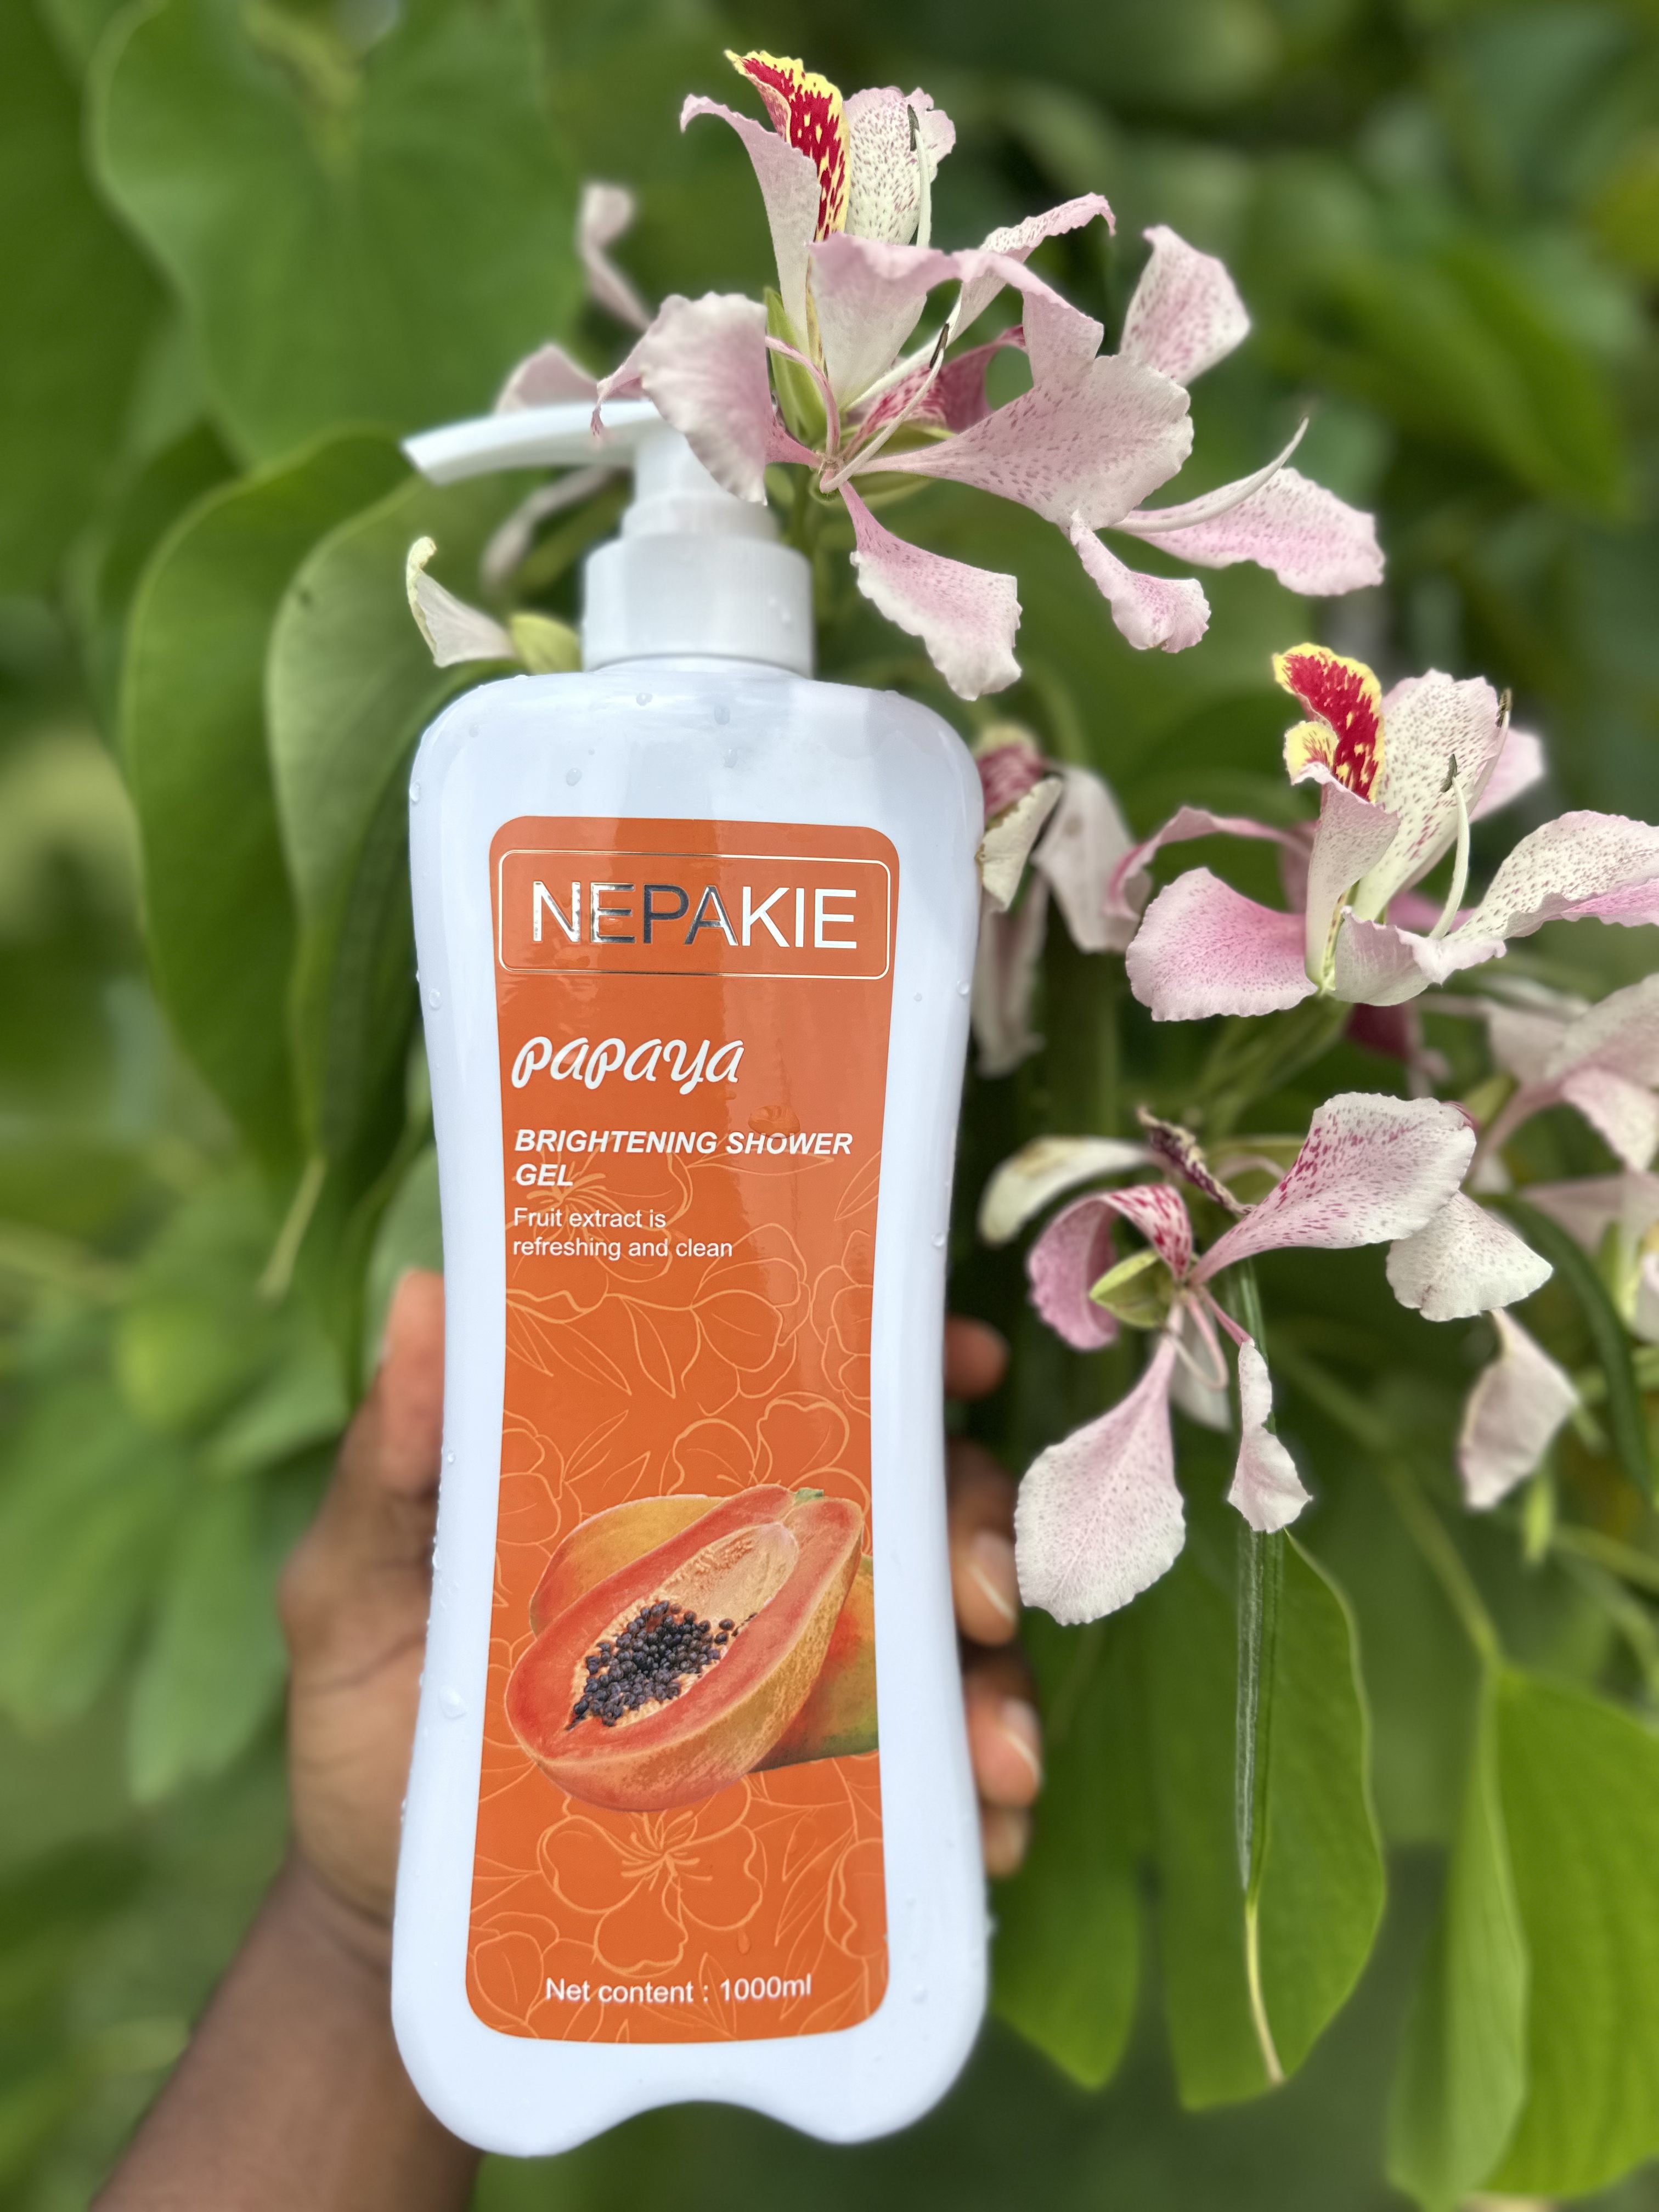 NEPAKIE
papaya
BRIGHTENING SHOWER
GEL
Fruit extract is
refreshing and clean
Net content : 1000ml